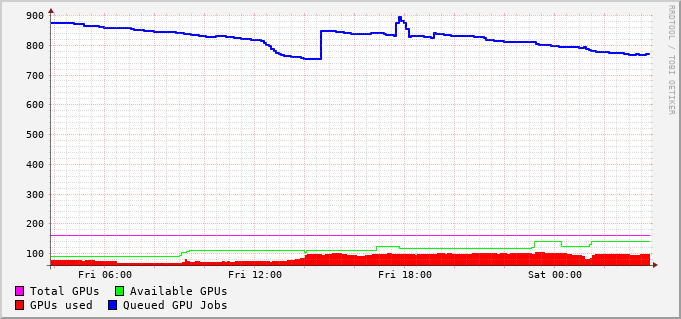 900
800
700
600
500
400
300
200
100
Fri 06:00 Fri 12:00 Fri 18:00 Sat 00:00
Total GPUs Available GPUs
GPUs used Queued GPU Jobs
RRDTOOL / TOBI OETIKER